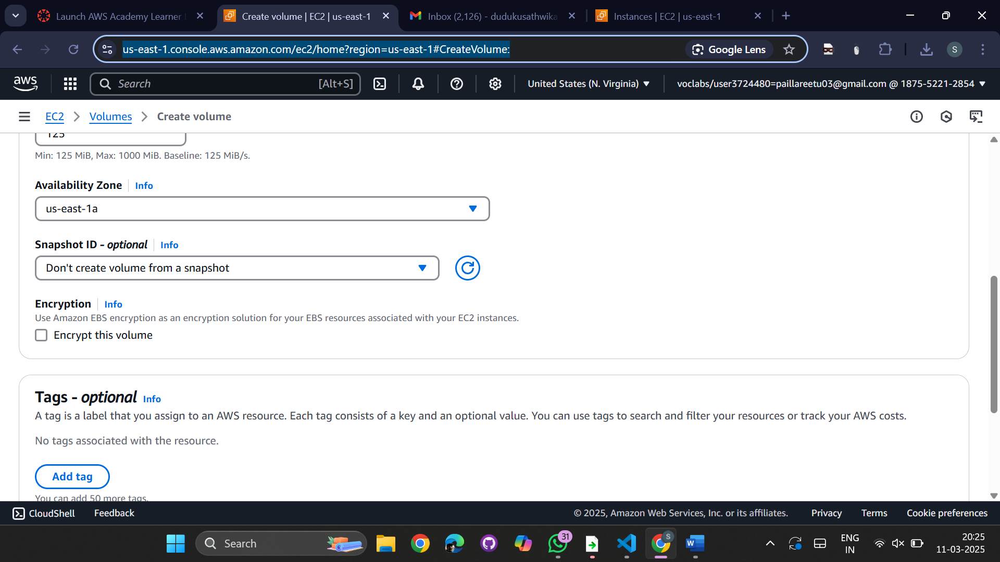 Launch AWS Academy Learner
Create volume | EC2 | us-east-1
Inbox (2,126) - dudukusathwika
Instances | EC2 | us-east-1
us-east-1.console.aws.amazon.com/ec2/home?region=us-east-1#CreateVolume:
Google Lens
S
aws
Search
[Alt+S]
United States (N. Virginia)
voclabs/user3724480=paillareetu03@gmail.com @ 1875-5221-2854
EC2
Volumes
Create volume
125
Min: 125 MiB, Max: 1000 MiB. Baseline: 125 MiB/s.
Availability Zone
Info
us-east-1a
Snapshot ID - optional
Info
Don't create volume from a snapshot
Encryption
Info
Use Amazon EBS encryption as an encryption solution for your EBS resources associated with your EC2 instances.
Encrypt this volume
Tags - optional
Info
A tag is a label that you assign to an AWS resource. Each tag consists of a key and an optional value. You can use tags to search and filter your resources or track your AWS costs.
No tags associated with the resource.
Add tag
You can add 50 more tags.
CloudShell
Feedback
© 2025, Amazon Web Services, Inc. or its affiliates.
Privacy
Terms
Cookie preferences
Search
31
S
W
ENG
IN
20:25
11-03-2025